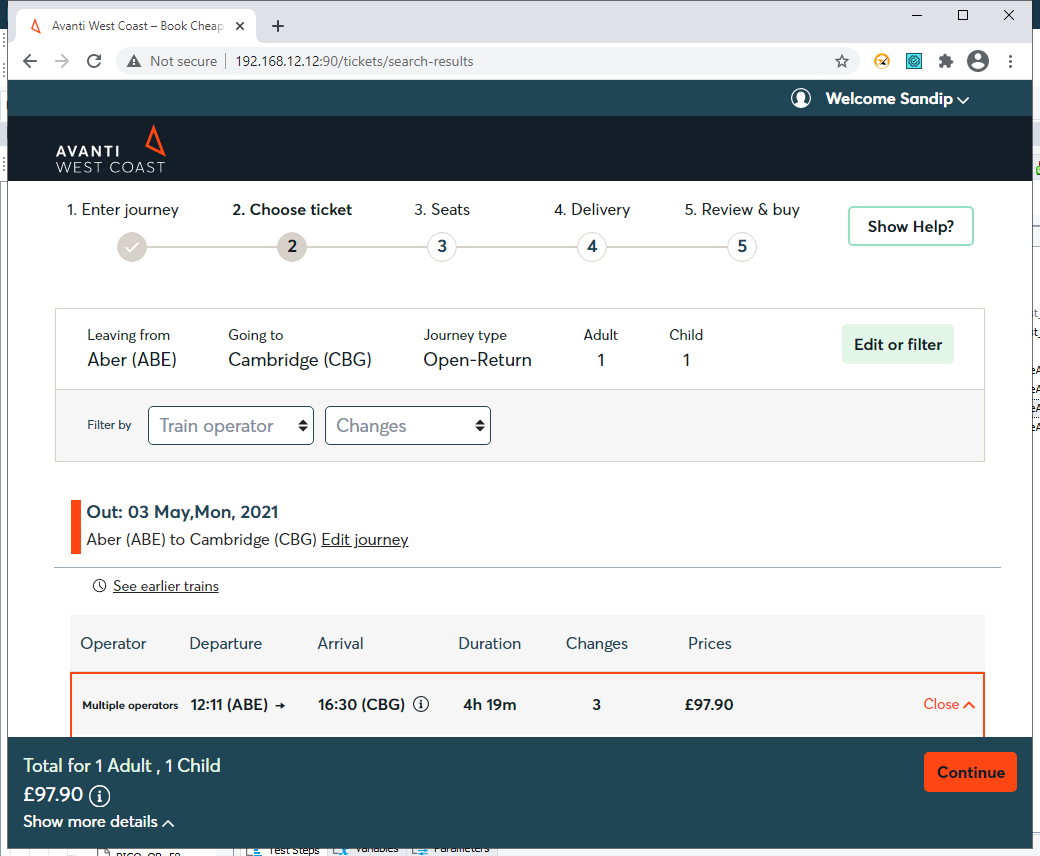 Avanti West Coast – Book Cheap
Not secure 192.168.12.12:90/tickets/search-results
Welcome Sandip
AVANTI
WEST COAST
1. Enter journey 2. Choose ticket 3. Seats 4. Delivery 5. Review & buy
Show Help?
2 3 4 5
Leaving from Going to Journey type Adult Child
Aber (ABE) Cambridge (CBG) Open-Return 1 1
Edit or filter
Filter by Train operator Changes
Out: 03 May,Mon, 2021
Aber (ABE) to Cambridge (CBG) Edit journey
See earlier trains
Operator Departure Arrival Duration Changes Prices
Multiple operators 12:11 (ABE) → 16:30 (CBG) 4h 19m 3 £97.90 Close
Total for 1 Adult , 1 Child
£97.90
Continue
Show more details
Test Steps Variables Parameters